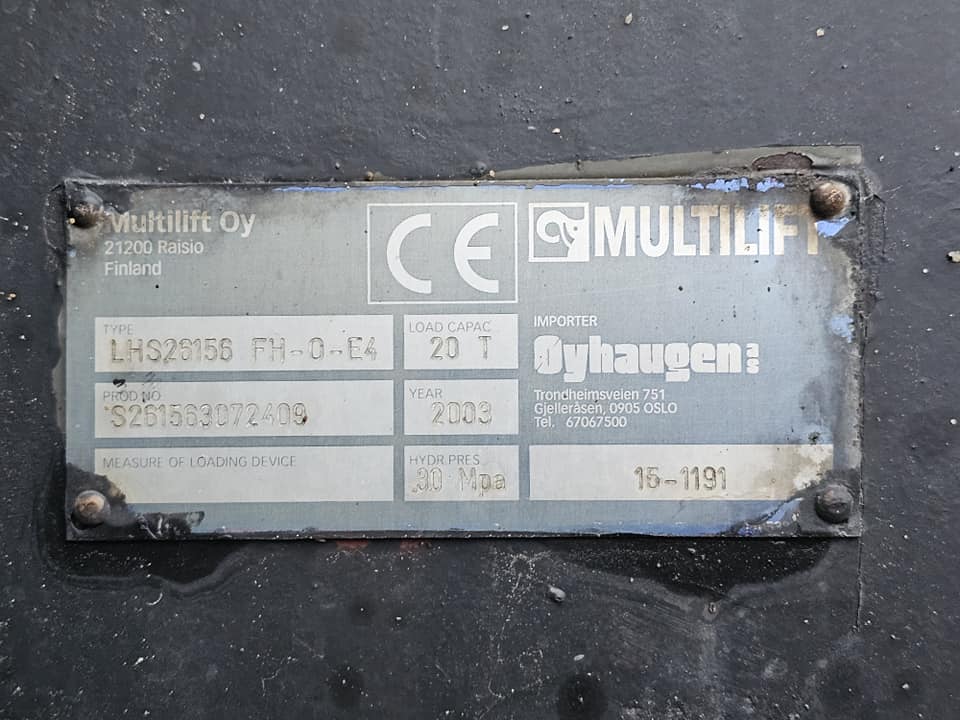 Multilift Oy
21200 Raisio
Finland
CE
MULTILIFT
TYPE
LHS26156 FH-O-E4
LOAD CAPAC
20 T
IMPORTER
Øyhaugen
PROD NO
S261563072409
YEAR
2003
Trondheimsveien 751
Gjelleråsen, 0905 OSLO
Tel. 67067500
MEASURE OF LOADING DEVICE
HYDR.PRES
30 Mpa
15-1191